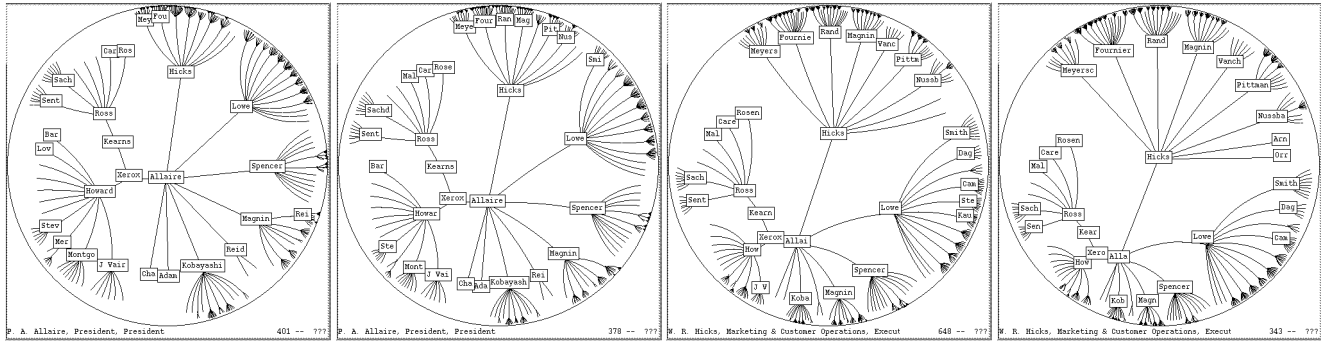 Mey Fou
Car Ros
Hicks
Sach
Sent
Ross
Lowe
Bar
Lov
Kearns
Spencer
Xerox Allaire
Howard
Magnin Rei
Stev
Mer
Montgo
Reid
J Vair
Cha Adam Kobayashi
P. A. Allaire, President, President 401 -- ???
Meye Four Ran Mag
Pit Nus
Smi
Mal Car Rose
Hicks
Sachd
Sent
Ross
Lowe
Bar
Kearns
Xerox Allaire
Howar
Spencer
Ste
Magnin
Mont J Vai
Cha Ada Kobayash Rei
P. A. Allaire, President, President 378 -- ???
Meyers Fournie Rand Magnin Vanc Pittm
Nussb
Rosen
Care
Mal
Hicks
Smith
Dag
Sach
Sent
Ross
Cam
Ste
Kau
Kearn
Lowe
Xerox Allai
How
Spencer
J V
Koba Magnin
W. R. Hicks, Marketing & Customer Operations, Execut 648 -- ???
Meyersc Fournier Rand Magnin Vanch Pittman
Nussba
Rosen
Care
Mal
Hicks
Arn
Orr
Smith
Sach
Sen
Ross
Dag
Kear
Lowe
Cam
Xero Alla
How
Spencer
Kob Magn
W. R. Hicks, Marketing & Customer Operations, Execut 343 -- ???